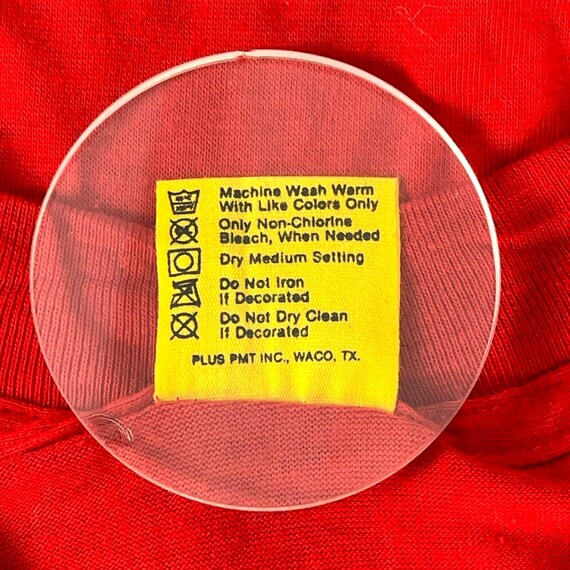 Machine Wash Warm
With Like Colors Only
Only Non-Chlorine
Bleach, When Needed
Dry Medium Setting
Do Not Iron
If Decorated
Do Not Dry Clean
If Decorated
PLUS PMT INC., WACO, TX.